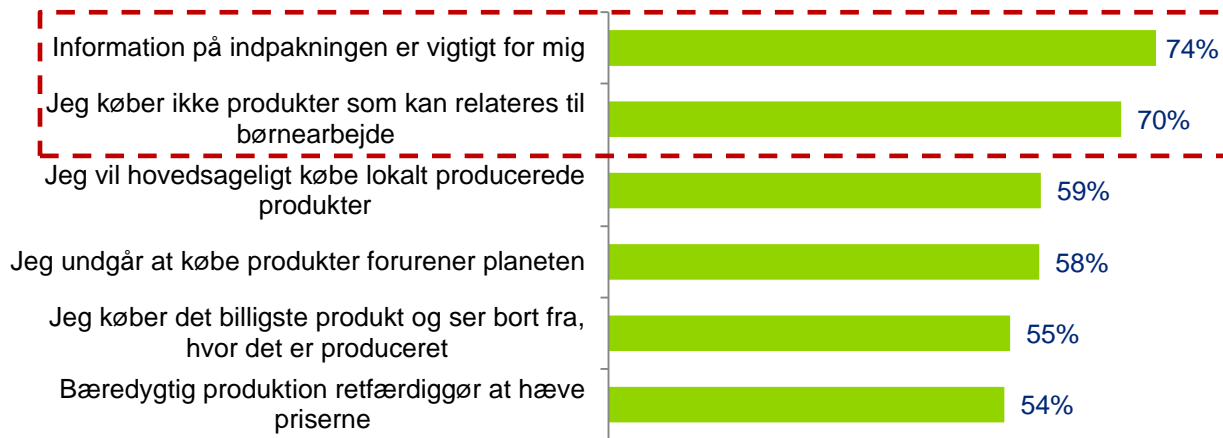 Information på indpakningen er vigtigt for mig
74%
Jeg køber ikke produkter som kan relateres til
børnearbejde
70%
Jeg vil hovedsageligt købe lokalt producerede
produkter
59%
Jeg undgår at købe produkter forurener planeten
58%
Jeg køber det billigste produkt og ser bort fra,
hvor det er produceret
55%
Bæredygtig produktion retfærdiggør at hæve
priserne
54%